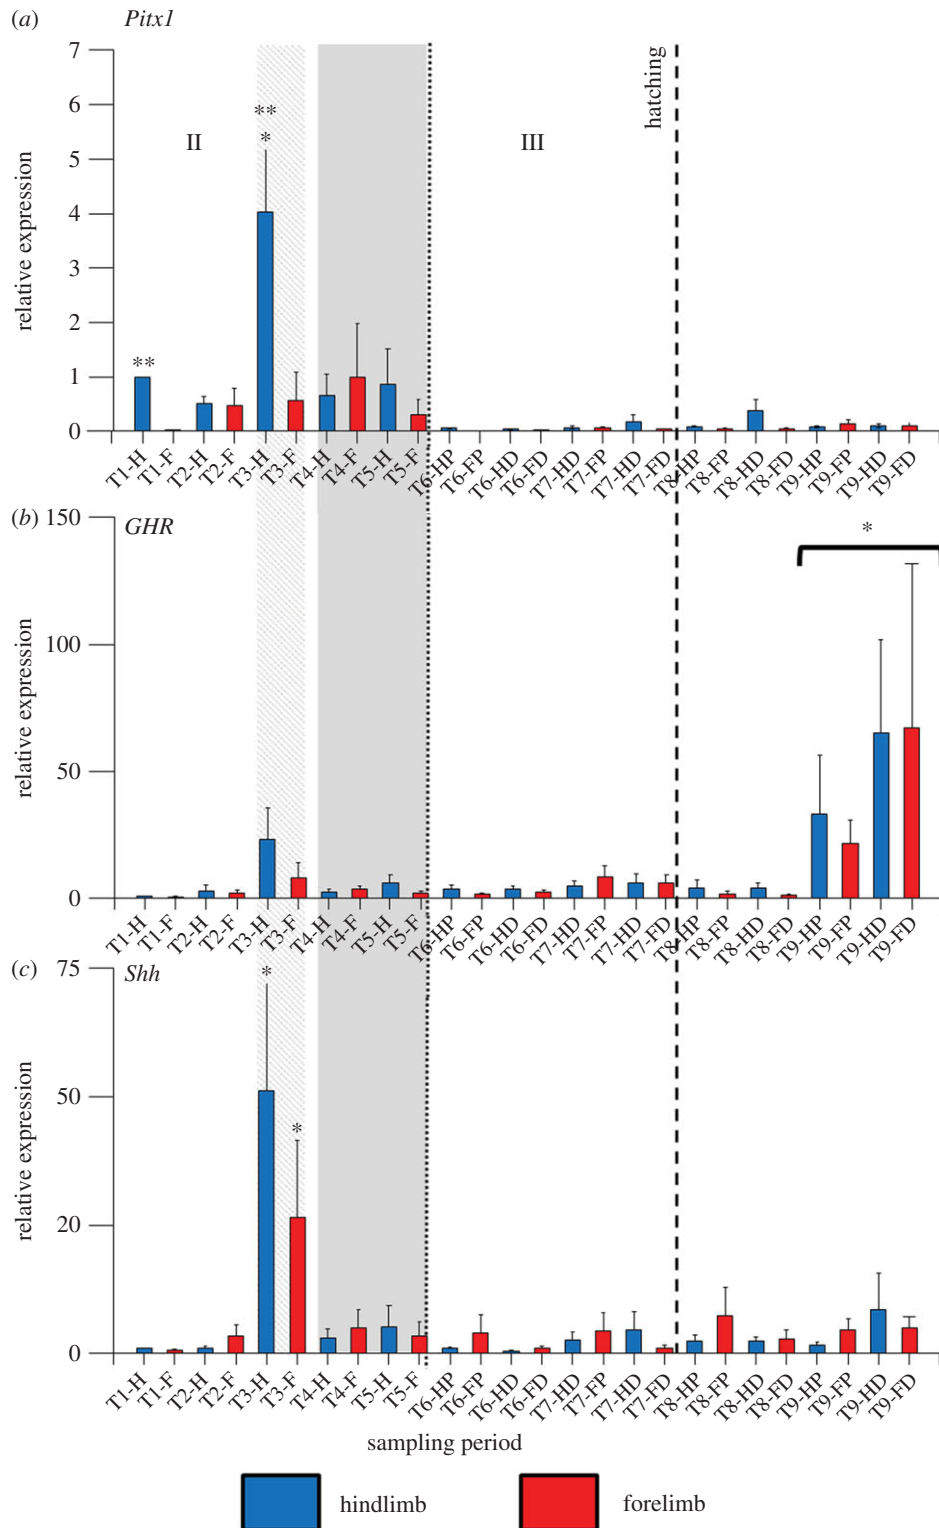 (a) Pitx1
7
6
5
4
3
2
1
0
relative expression
II
III
hatching
**
**
*
T1-H T1-F T2-H T2-F T3-H T3-F T4-H T4-F T5-H T5-F T6-HP T6-FP T6-HD T6-FD T7-HD T7-FP T7-HD T7-FD T8-HP T8-FP T8-HD T8-FD T9-HP T9-FP T9-HD T9-FD
(b) GHR
150
100
50
0
relative expression
*
T1-H T1-F T2-H T2-F T3-H T3-F T4-H T4-F T5-H T5-F T6-HP T6-FP T6-HD T6-FD T7-HD T7-FP T7-HD T7-FD T8-HP T8-FP T8-HD T8-FD T9-HP T9-FP T9-HD T9-FD
(c) Shh
75
50
20
0
relative expression
*
*
T1-H T1-F T2-H T2-F T3-H T3-F T4-H T4-F T5-H T5-F T6-HP T6-FP T6-HD T6-FD T7-HD T7-FP T7-HD T7-FD T8-HP T8-FP T8-HD T8-FD T9-HP T9-FP T9-HD T9-FD
sampling period
hindlimb forelimb